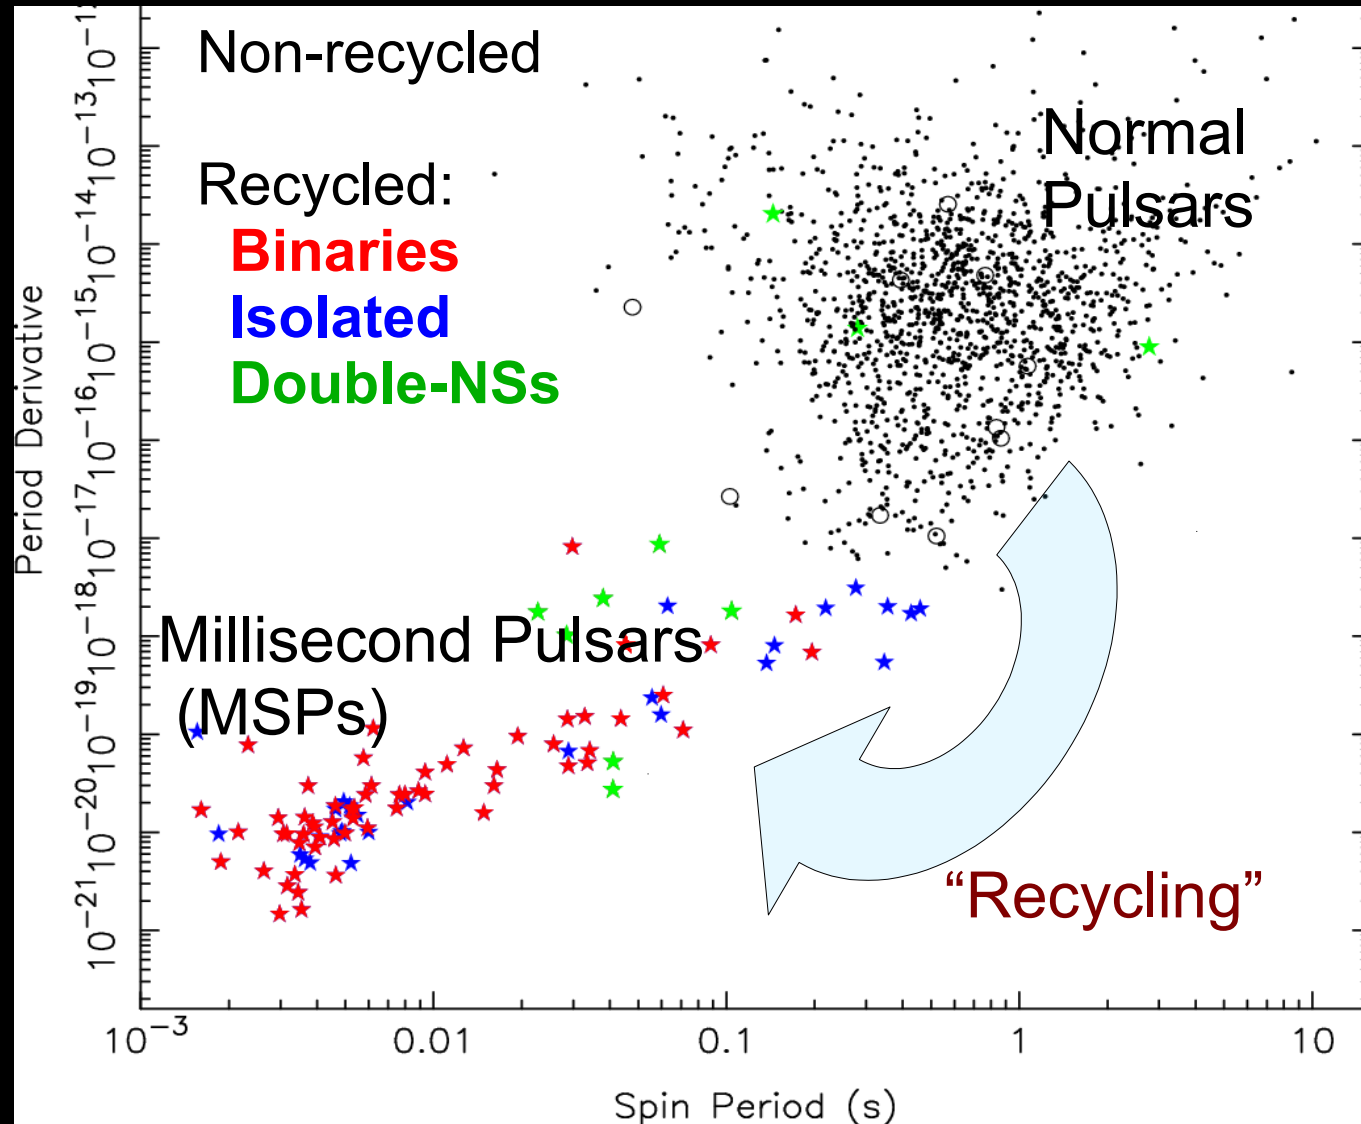 Non-recycled
Recycled:
Binaries
Isolated
Double-NSs
Normal
Pulsars
Millisecond Pulsars
(MSPs)
“Recycling”
Period Derivative
10⁻¹³
10⁻¹⁴
10⁻¹⁵
10⁻¹⁶
10⁻¹⁷
10⁻¹⁸
10⁻¹⁹
10⁻²⁰
10⁻²¹
10⁻³
0.01
0.1
1
10
Spin Period (s)